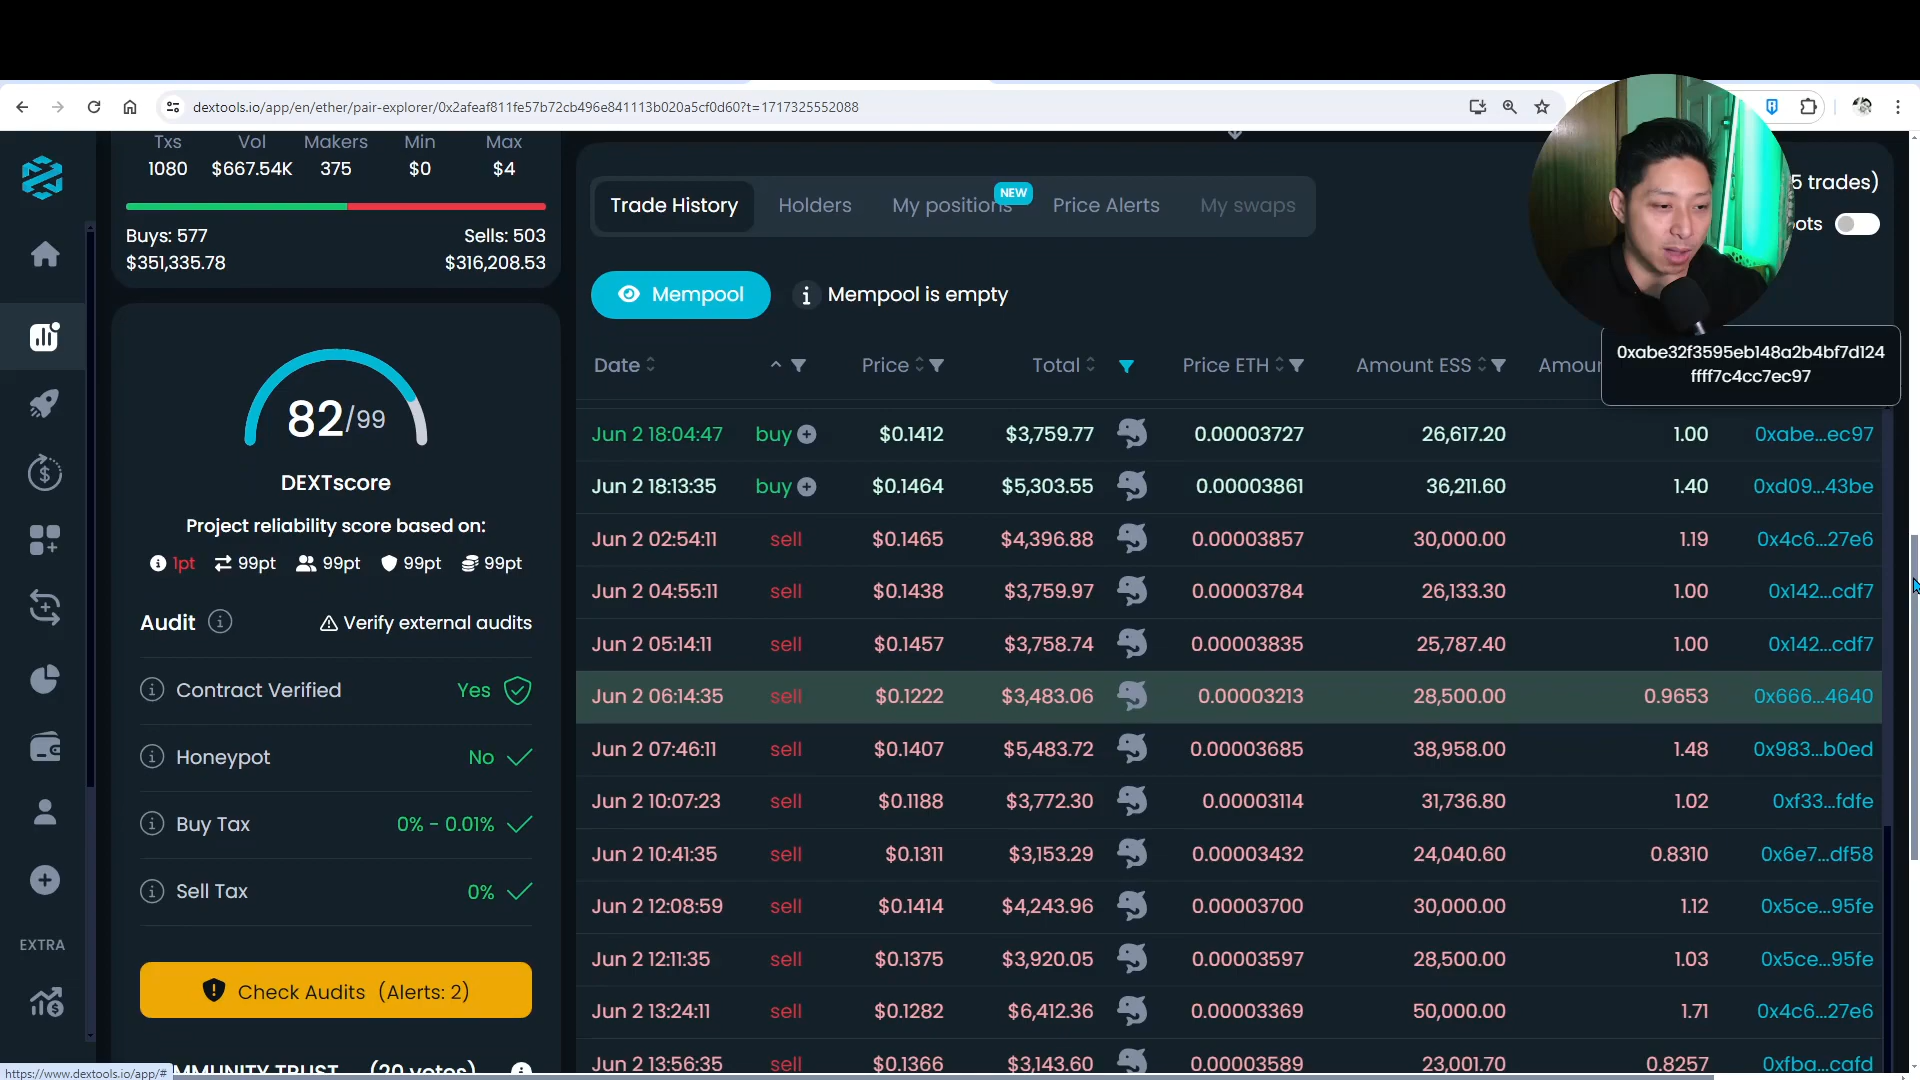 dextools.io/app/en/ether/pair-explorer/0x2afeaf811fe57b72cb496e841113b020a5cf0d60?t=1717325552088
Txs Vol Makers Min Max
1080 $667.54K 375 $0 $4
Buys: 577 Sells: 503
$351,335.78 $316,208.53
82/99
DEXTscore
Project reliability score based on:
1pt 99pt 99pt 99pt 99pt
Audit Verify external audits
Contract Verified Yes
Honeypot No
Buy Tax 0% - 0.01%
Sell Tax 0%
Check Audits (Alerts: 2)
(20 votes)
EXTRA
https://www.dextools.io/app/#
5 trades)
Trade History Holders My positions NEW Price Alerts My swaps
Mempool Mempool is empty
0xabe32f3595eb148a2b4bf7d124
ffff7c4cc7ec97
Date Price Total Price ETH Amount ESS
Jun 2 18:04:47 buy $0.1412 $3,759.77 0.00003727 26,617.20 1.00 0xabe...ec97
Jun 2 18:13:35 buy $0.1464 $5,303.55 0.00003861 36,211.60 1.40 0xd09...43be
Jun 2 02:54:11 sell $0.1465 $4,396.88 0.00003857 30,000.00 1.19 0x4c6...27e6
Jun 2 04:55:11 sell $0.1438 $3,759.97 0.00003784 26,133.30 1.00 0x142...cdf7
Jun 2 05:14:11 sell $0.1457 $3,758.74 0.00003835 25,787.40 1.00 0x142...cdf7
Jun 2 06:14:35 sell $0.1222 $3,483.06 0.00003213 28,500.00 0.9653 0x666...4640
Jun 2 07:46:11 sell $0.1407 $5,483.72 0.00003685 38,958.00 1.48 0x983...b0ed
Jun 2 10:07:23 sell $0.1188 $3,772.30 0.00003114 31,736.80 1.02 0xf33...fdfe
Jun 2 10:41:35 sell $0.1311 $3,153.29 0.00003432 24,040.60 0.8310 0x6e7...df58
Jun 2 12:08:59 sell $0.1414 $4,243.96 0.00003700 30,000.00 1.12 0x5ce...95fe
Jun 2 12:11:35 sell $0.1375 $3,920.05 0.00003597 28,500.00 1.03 0x5ce...95fe
Jun 2 13:24:11 sell $0.1282 $6,412.36 0.00003369 50,000.00 1.71 0x4c6...27e6
Jun 2 13:56:35 sell $0.1366 $3,143.60 0.00003589 23,001.70 0.8257 0xfba...cafd